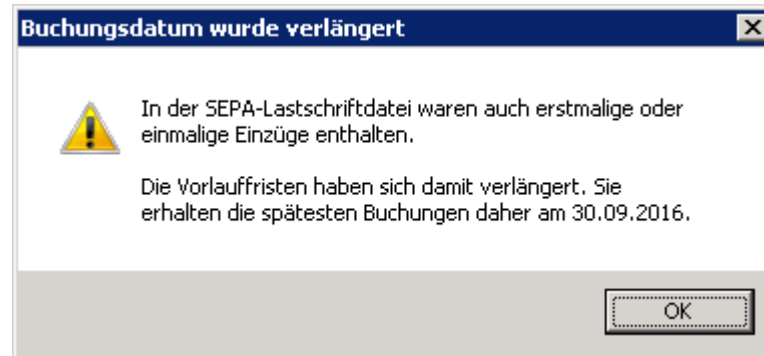 Buchungsdatum wurde verlängert
In der SEPA-Lastschriftdatei waren auch erstmalige oder
einmalige Einzüge enthalten.
Die Vorlauffristen haben sich damit verlängert. Sie
erhalten die spätesten Buchungen daher am 30.09.2016.
OK